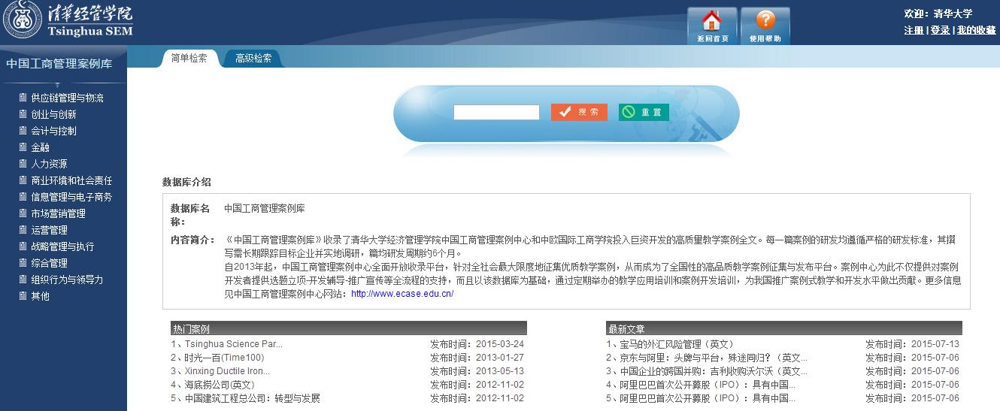 清华经管学院
Tsinghua SEM
返回首页
使用帮助
欢迎：清华大学
注册 | 登录 | 我的收藏
中国工商管理案例库
简单检索
高级检索
供应链管理与物流
创业与创新
会计与控制
金融
人力资源
商业环境和社会责任
信息管理与电子商务
市场营销管理
运营管理
战略管理与执行
综合管理
组织行为与领导力
其他
搜 索
重 置
数据库介绍
数据库名称： 中国工商管理案例库
内容简介： 《中国工商管理案例库》收录了清华大学经济管理学院中国工商管理案例中心和中欧国际工商学院投入巨资开发的高质量教学案例全文。每一篇案例的研发均遵循严格的研发标准，其撰
写需长期跟踪目标企业并实地调研，篇均研发周期约6个月。
自2013年起，中国工商管理案例中心全面开放收录平台，针对全社会最大限度地征集优质教学案例，从而成为了全国性的高品质教学案例征集与发布平台。案例中心为此不仅提供对案例
开发者提供选题立项-开发辅导-推广宣传等全流程的支持，而且以该数据库为基础，通过定期举办的教学应用培训和案例开发培训，为我国推广案例式教学和开发水平做出贡献。更多信息
见中国工商管理案例中心网站：http://www.ecase.edu.cn/
热门案例
1、Tsinghua Science Par... 发布时间：2015-03-24
2、时光一百(Time100) 发布时间：2013-01-27
3、Xinxing Ductile Iron... 发布时间：2013-05-13
4、海底捞公司(英文) 发布时间：2012-11-02
5、中国建筑工程总公司：转型与发展 发布时间：2012-11-02
最新文章
1、宝马的外汇风险管理（英文） 发布时间：2015-07-13
2、京东与阿里：头牌与平台，殊途同归？（英文... 发布时间：2015-07-06
3、中国企业的跨国并购：吉利收购沃尔沃（英文... 发布时间：2015-07-06
4、阿里巴巴首次公开募股（IPO）：具有中国... 发布时间：2015-07-06
5、阿里巴巴首次公开募股（IPO）：具有中国... 发布时间：2015-07-06